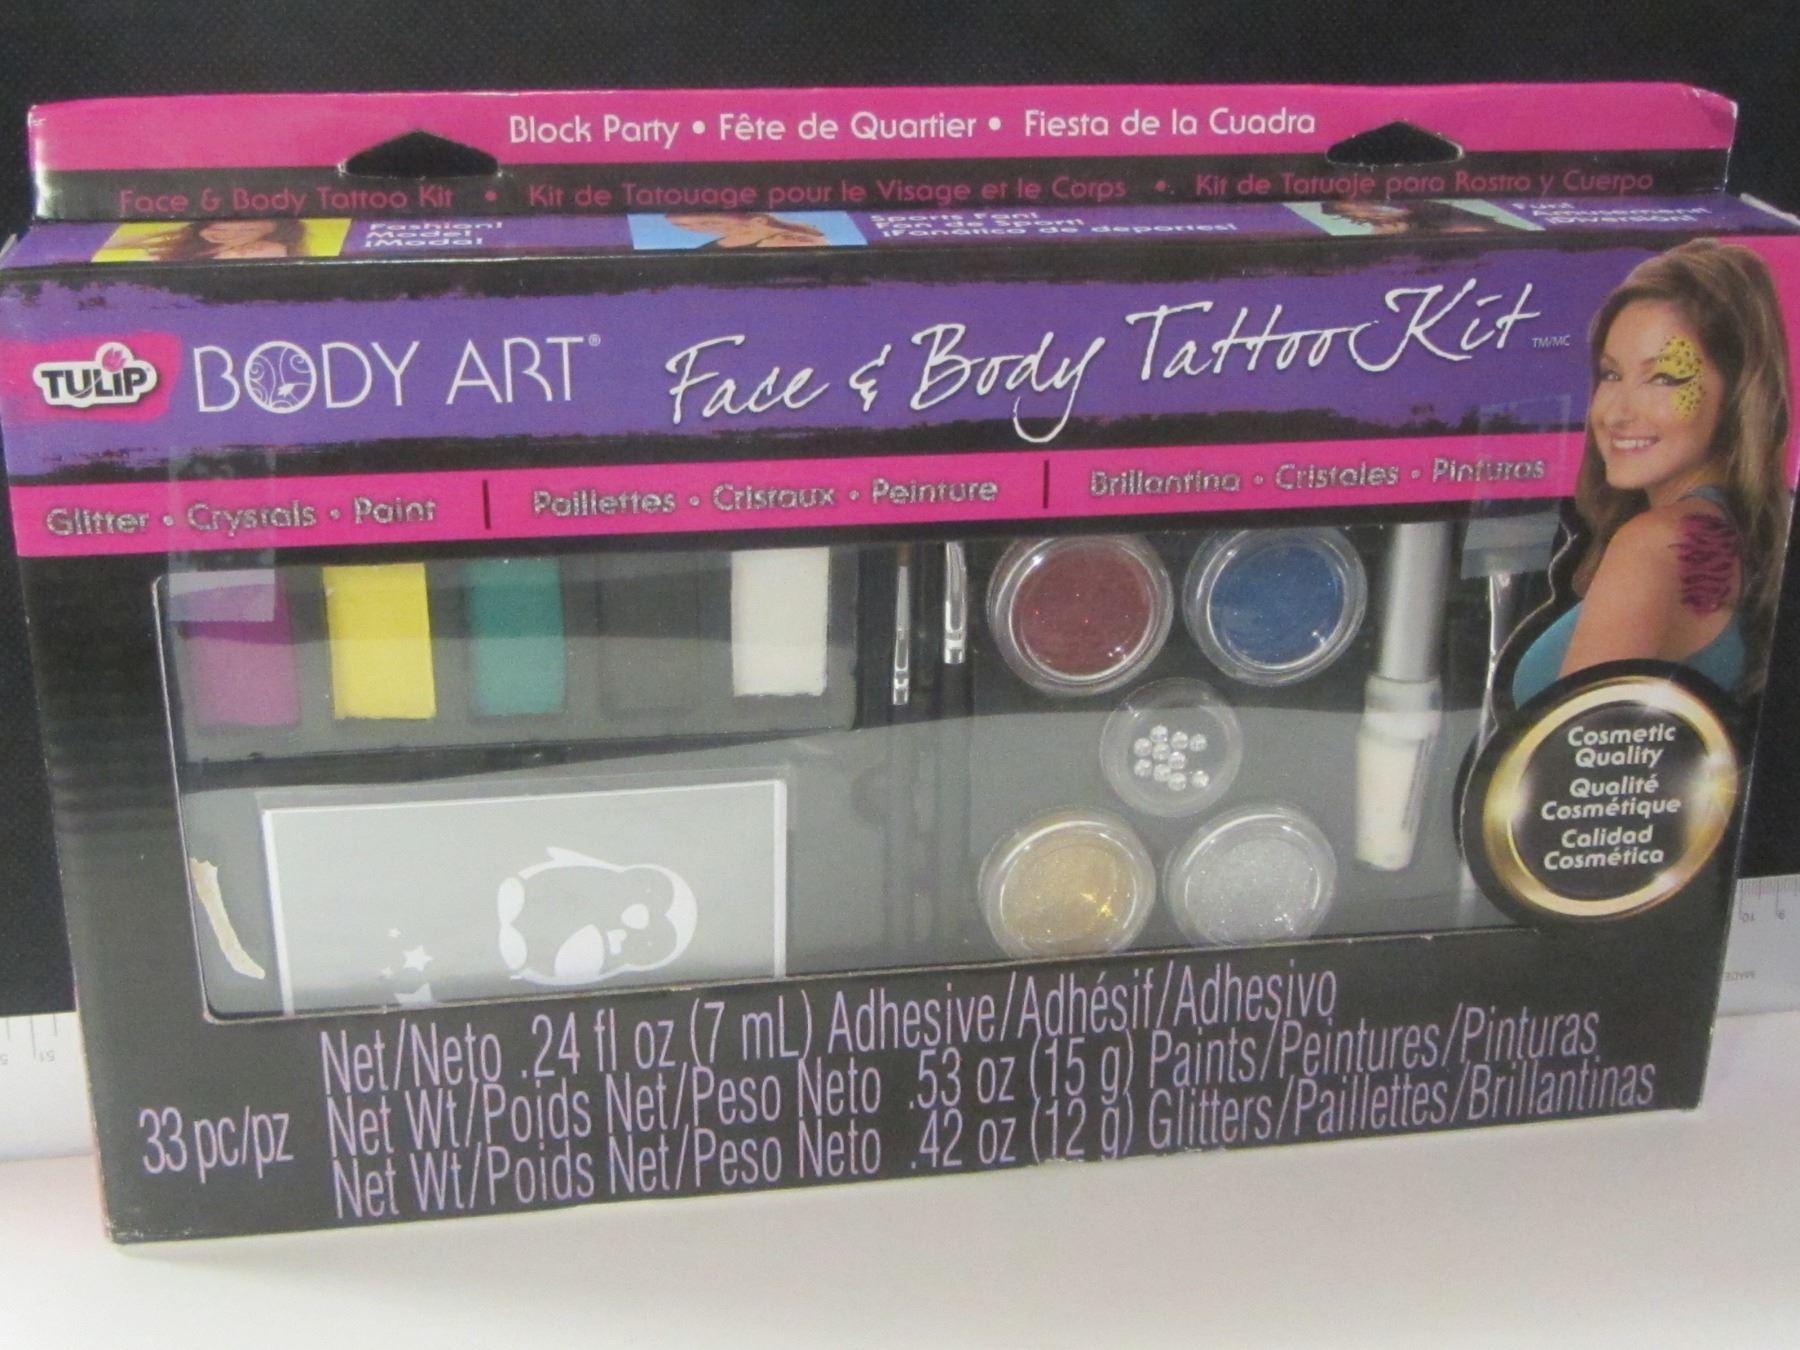 Block Party • Fête de Quartier • Fiesta de la Cuadra
Face & Body Tattoo Kit • Kit de Tatouage pour le Visage et le Corps • Kit de Tatuaje para Rostro y Cuerpo
Fashion!
Mode!
¡Moda!
Sports Fan!
Fan de Sport!
¡Fanático de deportes!
Fun!
Amusement!
¡Diversión!
TULIP BODY ART® Face & Body Tattoo Kit TM/MC
Glitter • Crystals • Paint | Paillettes • Cristaux • Peinture | Brillantina • Cristales • Pinturas
Cosmetic
Quality
Qualité
Cosmétique
Calidad
Cosmética
33 pc/pz
Net/Neto .24 fl oz (7 mL) Adhesive/Adhésif/Adhesivo
Net Wt/Poids Net/Peso Neto .53 oz (15 g) Paints/Peintures/Pinturas
Net Wt/Poids Net/Peso Neto .42 oz (12 g) Glitters/Paillettes/Brillantinas